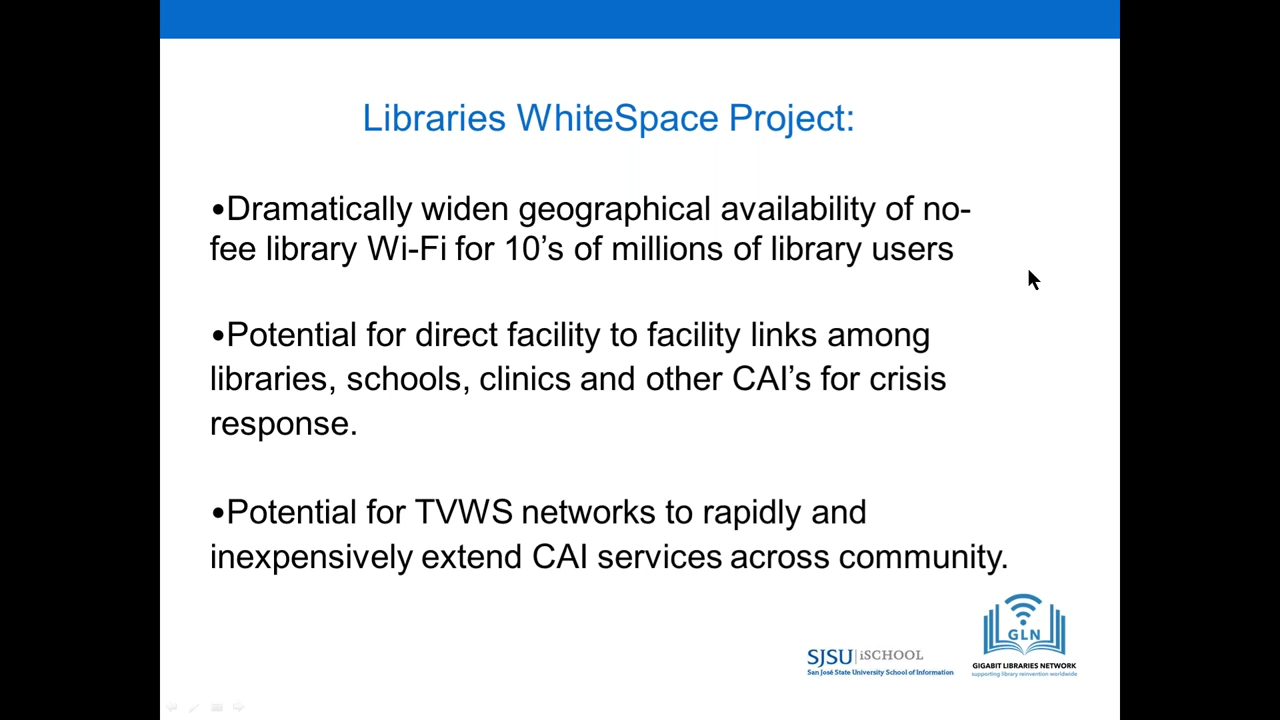 Libraries WhiteSpace Project:
•Dramatically widen geographical availability of no-
fee library Wi-Fi for 10’s of millions of library users
•Potential for direct facility to facility links among
libraries, schools, clinics and other CAI’s for crisis
response.
•Potential for TVWS networks to rapidly and
inexpensively extend CAI services across community.
SJSU | iSCHOOL
San José State University School of Information
GLN
GIGABIT LIBRARIES NETWORK
supporting library reinvention worldwide